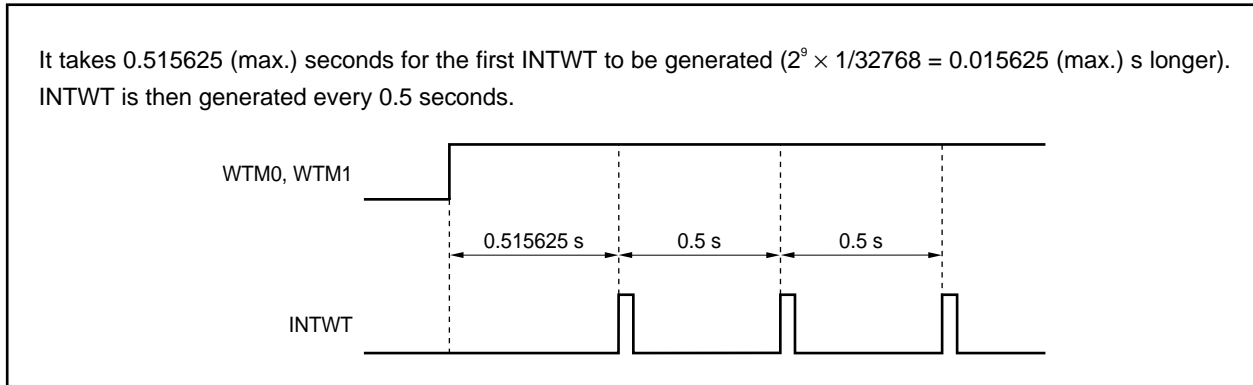 It takes 0.515625 (max.) seconds for the first INTWT to be generated (2⁹ × 1/32768 = 0.015625 (max.) s longer).
INTWT is then generated every 0.5 seconds.
WTM0, WTM1
0.515625 s
0.5 s
0.5 s
INTWT